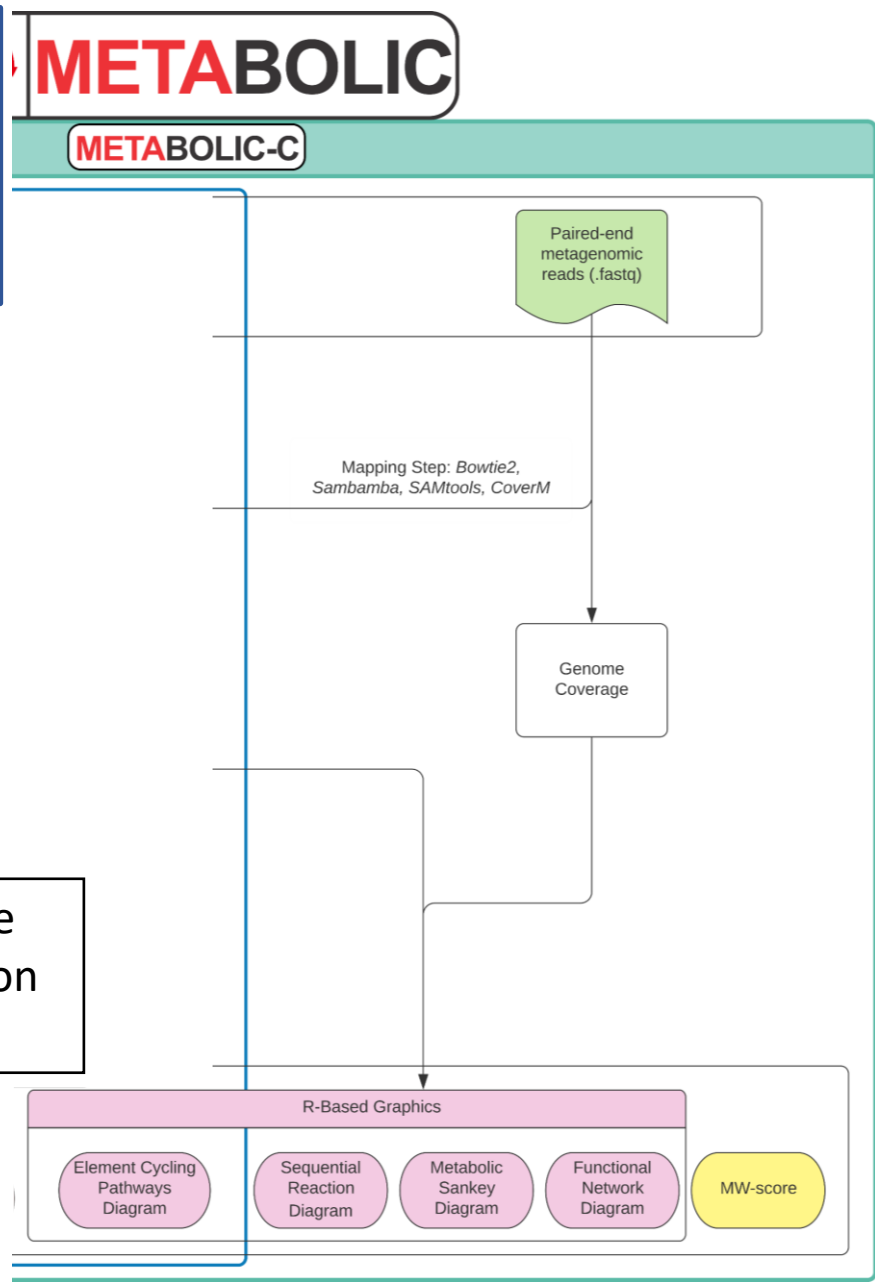 METABOLIC
METABOLIC-C
Paired-end
metagenomic
reads (.fastq)
Mapping Step: Bowtie2,
Sambamba, SAMtools, CoverM
Genome
Coverage
R-Based Graphics
Element Cycling
Pathways
Diagram
Sequential
Reaction
Diagram
Metabolic
Sankey
Diagram
Functional
Network
Diagram
MW-score